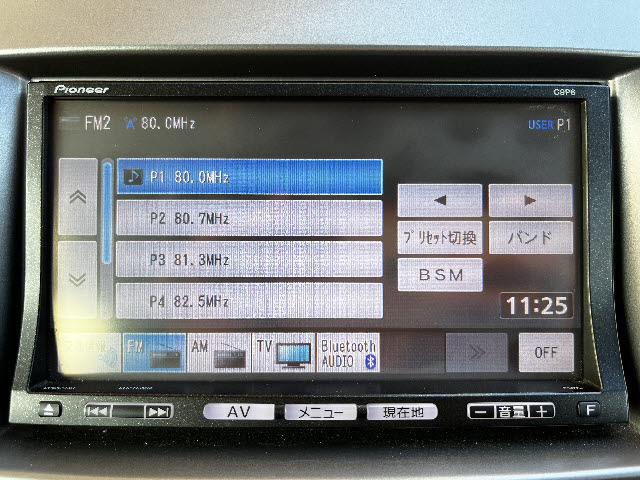 Pioneer
C9P6
FM2 A 80.0MHz
USER P1
P1 80.0MHz
P2 80.7MHz
P3 81.3MHz
P4 82.5MHz
◀ ▶
プリセット切換 バンド
BSM
11:25
FM
AM
TV
Bluetooth
AUDIO
OFF
AV
メニュー
現在地
− 音量 +
F